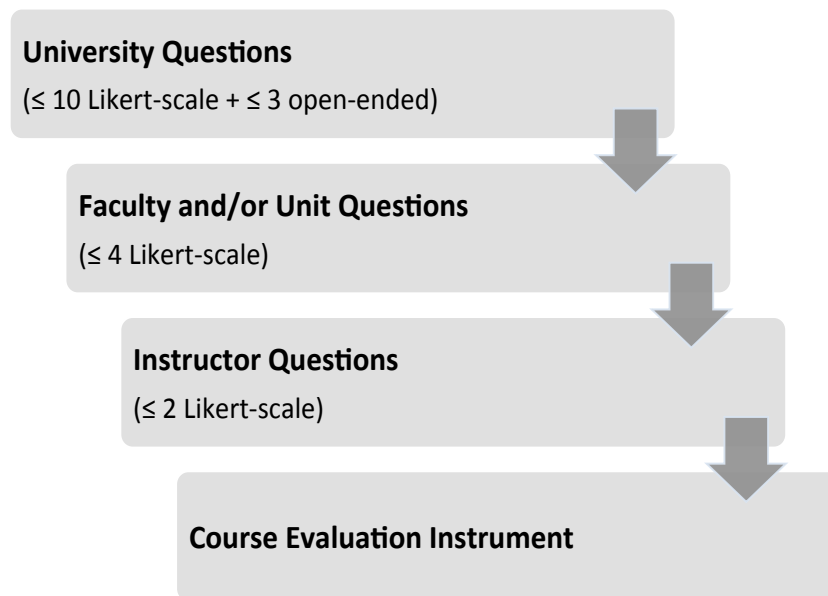 University Questions
(≤ 10 Likert-scale + ≤ 3 open-ended)
Faculty and/or Unit Questions
(≤ 4 Likert-scale)
Instructor Questions
(≤ 2 Likert-scale)
Course Evaluation Instrument